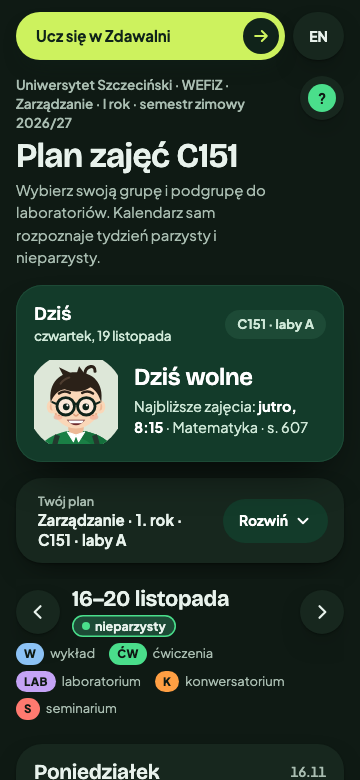 Ucz się w Zdawalni
EN
Uniwersytet Szczeciński · WEFiZ ·
Zarządzanie · I rok · semestr zimowy
2026/27
?
Plan zajęć C151
Wybierz swoją grupę i podgrupę do
laboratoriów. Kalendarz sam
rozpoznaje tydzień parzysty i
nieparzysty.
Dziś
czwartek, 19 listopada
C151 · laby A
Dziś wolne
Najbliższe zajęcia: jutro,
8:15 · Matematyka · s. 607
Twój plan
Zarządzanie · 1. rok ·
C151 · laby A
Rozwiń
16–20 listopada
nieparzysty
W wykład ĆW ćwiczenia
LAB laboratorium K konwersatorium
S seminarium
Poniedziałek 16.11